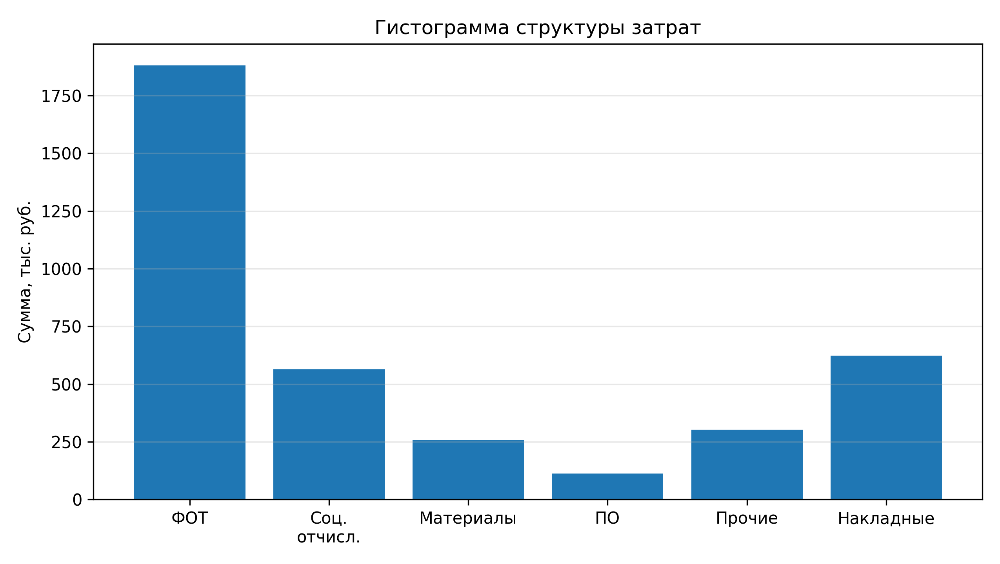 Гистограмма структуры затрат
Сумма, тыс. руб.
1750
1500
1250
1000
750
500
250
0
ФОТ
Соц.
отчисл.
Материалы
ПО
Прочие
Накладные